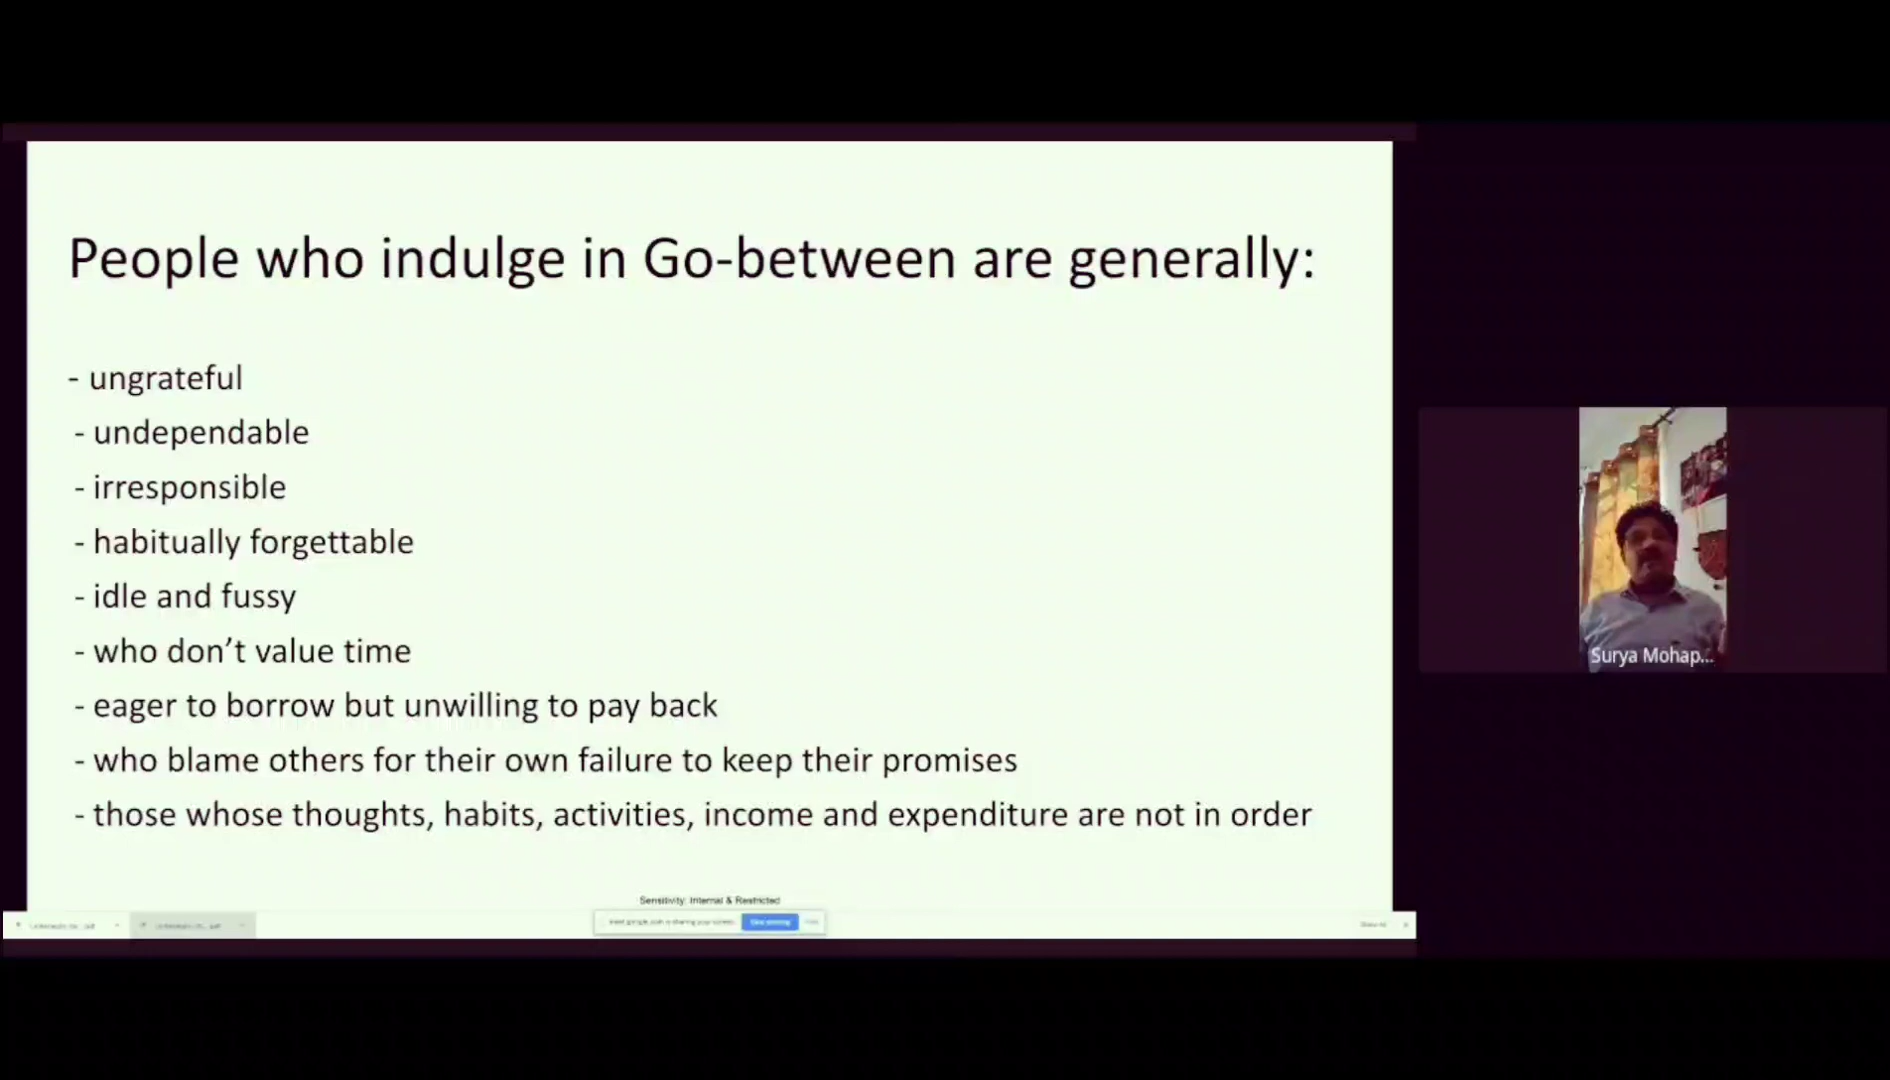 People who indulge in Go-between are generally:
- ungrateful
- undependable
- irresponsible
- habitually forgettable
- idle and fussy
- who don’t value time
- eager to borrow but unwilling to pay back
- who blame others for their own failure to keep their promises
- those whose thoughts, habits, activities, income and expenditure are not in order
Surya Mohap...
Sensitivity: Internal & Restricted